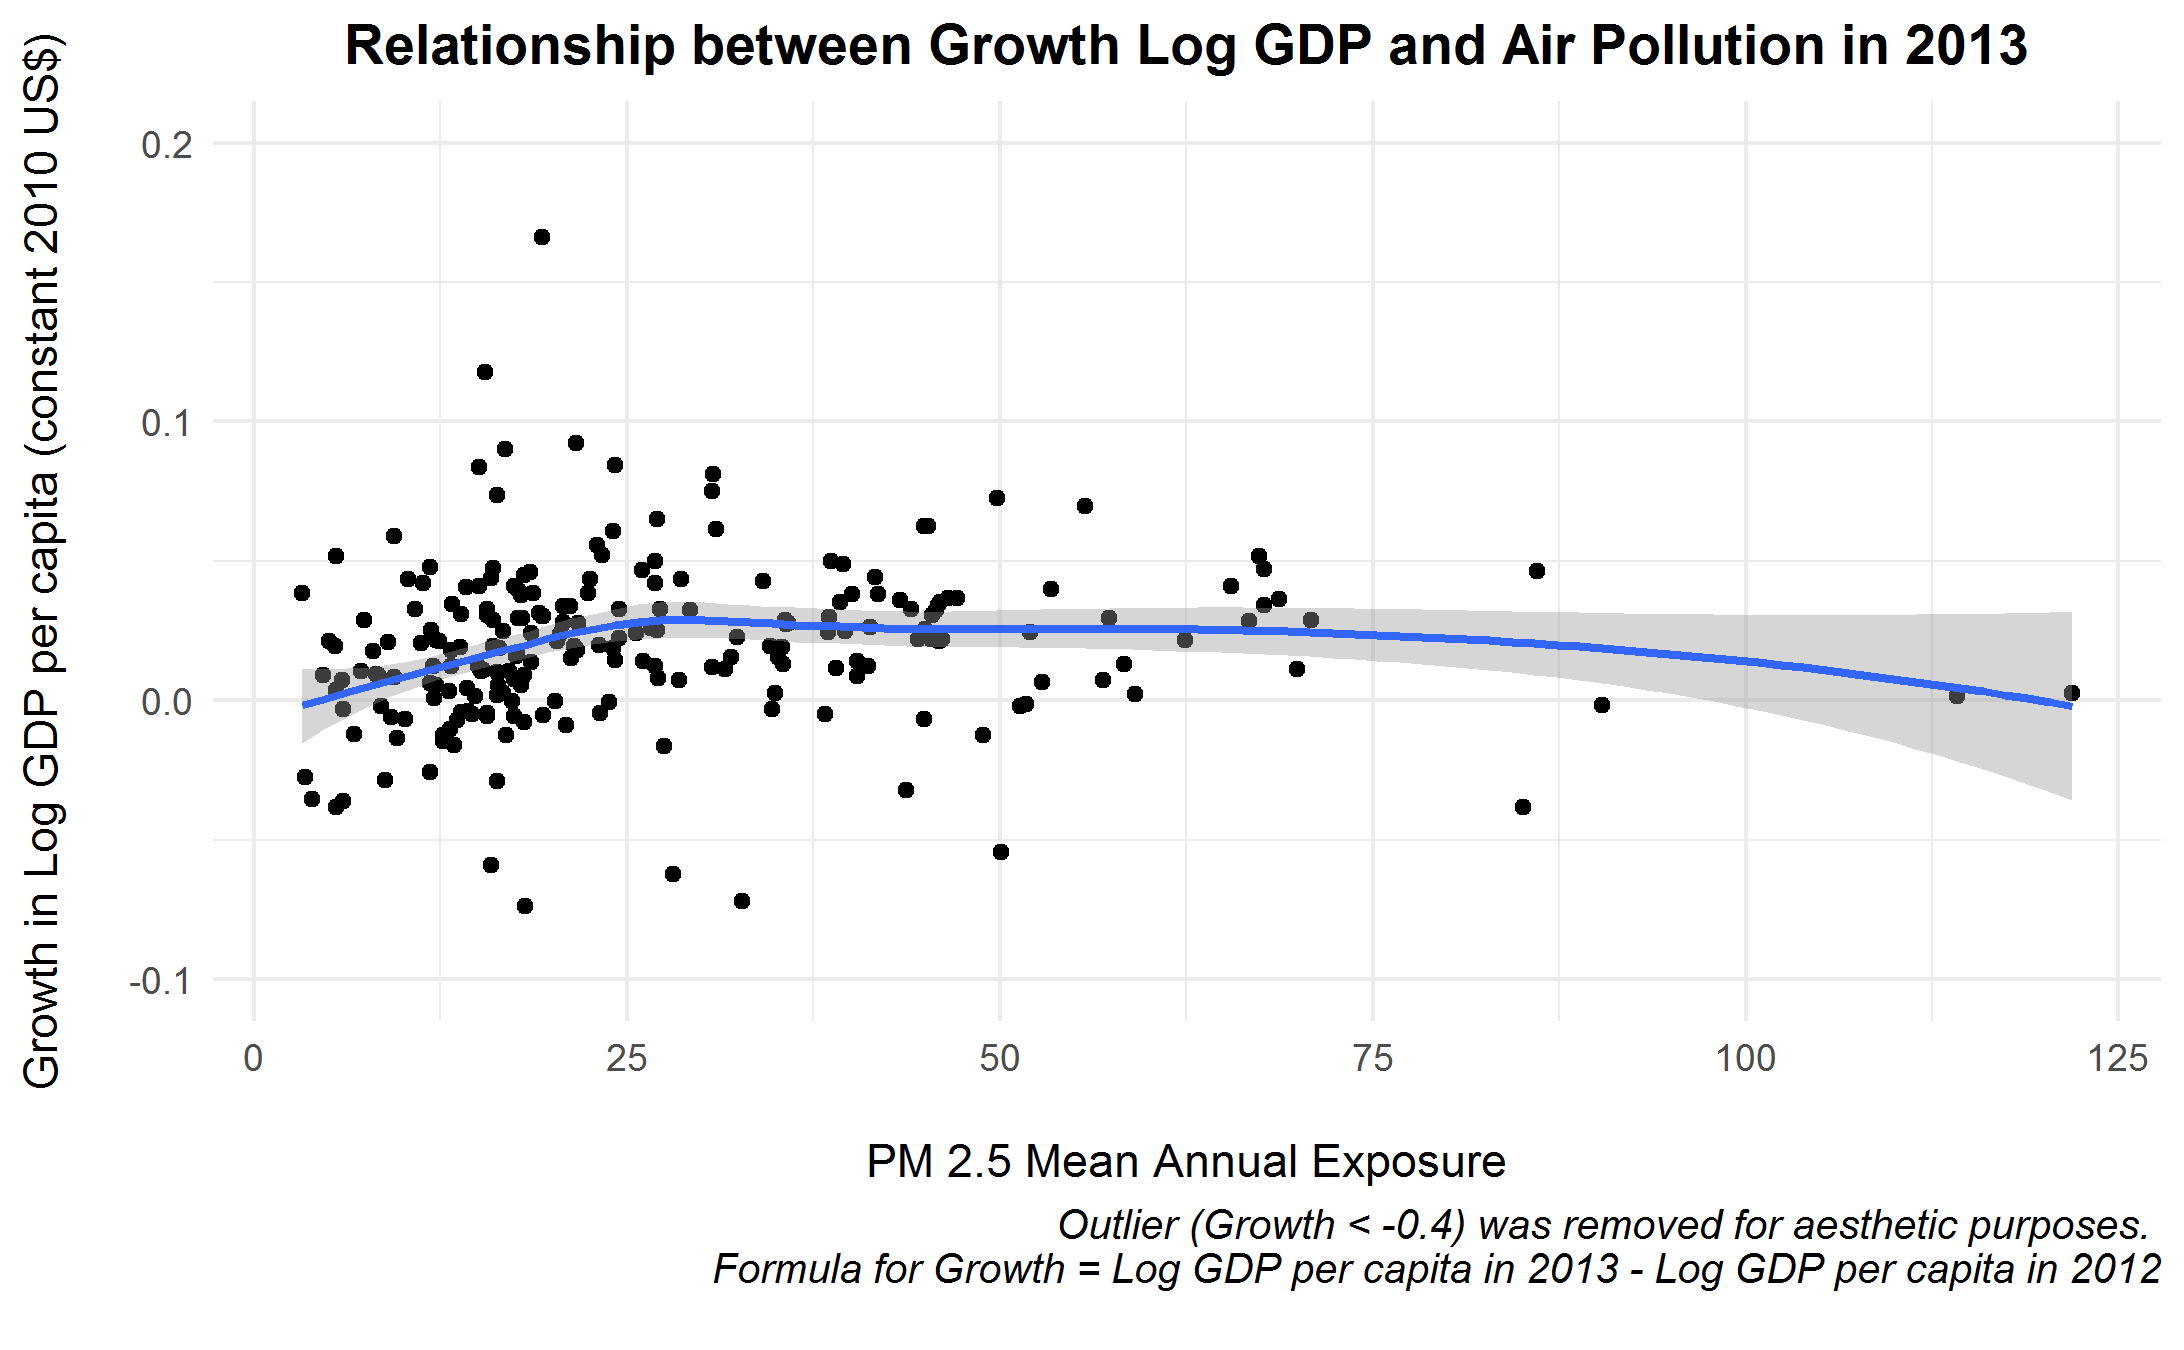 Relationship between Growth Log GDP and Air Pollution in 2013
Growth in Log GDP per capita (constant 2010 US$)
0.2
0.1
0.0
-0.1
0
25
50
75
100
125
PM 2.5 Mean Annual Exposure
Outlier (Growth < -0.4) was removed for aesthetic purposes.
Formula for Growth = Log GDP per capita in 2013 - Log GDP per capita in 2012